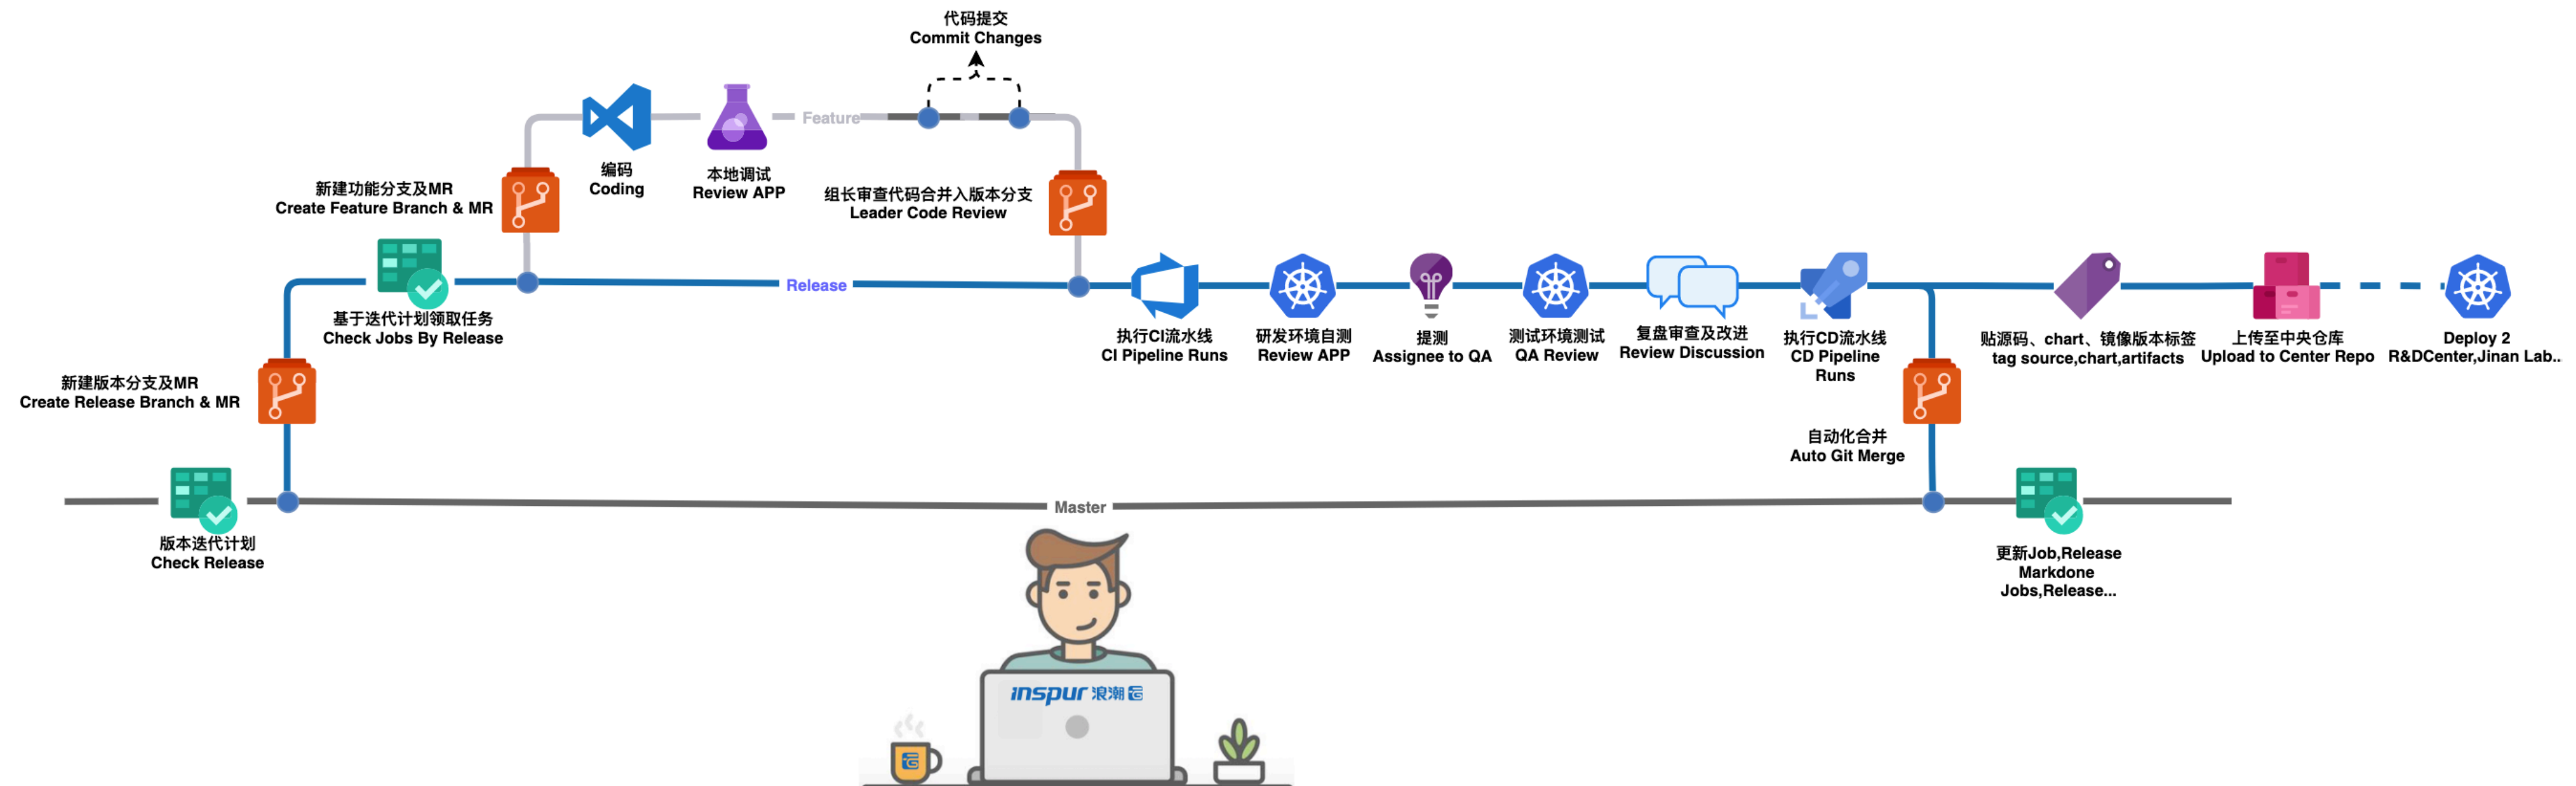 代码提交
Commit Changes
Feature
编码
Coding
本地调试
Review APP
新建功能分支及MR
Create Feature Branch & MR
组长审查代码合并入版本分支
Leader Code Review
基于迭代计划领取任务
Check Jobs By Release
Release
执行CI流水线
CI Pipeline Runs
研发环境自测
Review APP
提测
Assignee to QA
测试环境测试
QA Review
复盘审查及改进
Review Discussion
执行CD流水线
CD Pipeline
Runs
贴源码、chart、镜像版本标签
tag source,chart,artifacts
上传至中央仓库
Upload to Center Repo
Deploy 2
R&DCenter,Jinan Lab...
新建版本分支及MR
Create Release Branch & MR
自动化合并
Auto Git Merge
Master
版本迭代计划
Check Release
更新Job,Release
Markdone
Jobs,Release...
inspur 浪潮